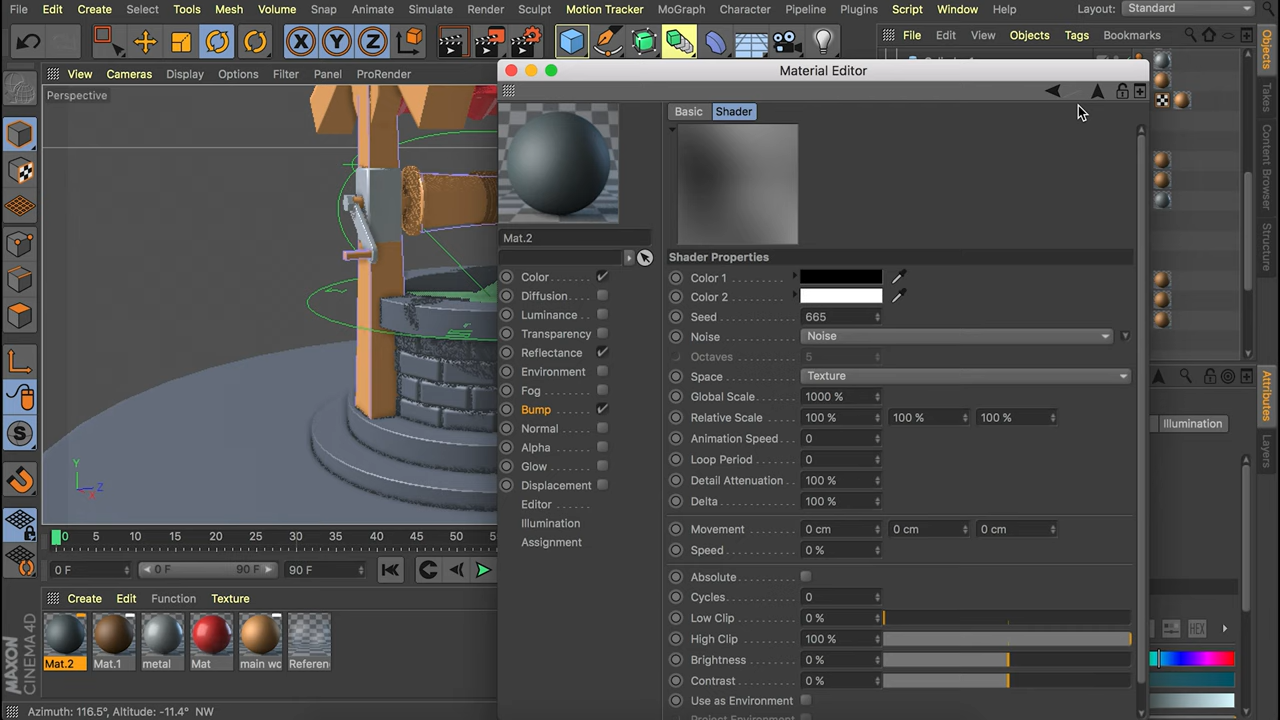 File Edit Create Select Tools Mesh Volume Snap Animate Simulate Render Sculpt Motion Tracker MoGraph Character Pipeline Plugins Script Window Help Layout: Standard
X Y Z
File Edit View Objects Tags Bookmarks
View Cameras Display Options Filter Panel ProRender
Perspective
Material Editor
Basic Shader
Mat.2
Color
Diffusion
Luminance
Transparency
Reflectance
Environment
Fog
Bump
Normal
Alpha
Glow
Displacement
Editor
Illumination
Assignment
Shader Properties
Color 1
Color 2
Seed 665
Noise Noise
Octaves 5
Space Texture
Global Scale 1000 %
Relative Scale 100 % 100 % 100 %
Animation Speed 0
Loop Period 0
Detail Attenuation 100 %
Delta 100 %
Movement 0 cm 0 cm 0 cm
Speed 0 %
Absolute
Cycles 0
Low Clip 0 %
High Clip 100 %
Brightness 0 %
Contrast 0 %
Use as Environment
Objects
Content Browser
Structure
Attributes
Layers
Illumination
HEX
Y
Z
X
S
0 5 10 15 20 25 30 35 40 45 50 5
0 F 0 F 90 F 90 F
Create Edit Function Texture
Mat.2 Mat.1 metal Mat main wc Referen
MAXON
CINEMA4D
Azimuth: 116.5°, Altitude: -11.4° NW